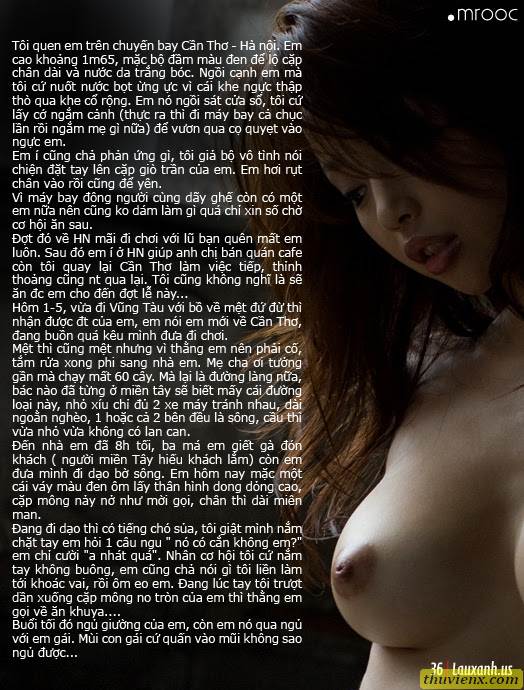 .mrooc
Tôi quen em trên chuyến bay Cần Thơ - Hà nội. Em
cao khoảng 1m65, mặc bộ đầm màu đen để lộ cặp
chân dài và nước da trắng bóc. Ngồi cạnh em mà
tôi cứ nuốt nước bọt ừng ực vì cái khe ngực thập
thò qua khe cổ rộng. Em nó ngồi sát cửa sổ, tôi cứ
lấy cớ ngắm cảnh (thực ra thì đi máy bay cả chục
lần rồi ngắm mẹ gì nữa) để vươn qua cọ quyẹt vào
ngực em.
Em í cũng chả phản ứng gì, tôi giả bộ vô tình nói
chiện đặt tay lên cặp giò trần của em. Em hơi rụt
chân vào rồi cũng để yên.
Vì máy bay đông người cùng dãy ghế còn có một
em nữa nên cũng ko dám làm gì quá chỉ xin số chờ
cơ hội ăn sau.
Đợt đó về HN mãi đi chơi với lũ bạn quên mất em
luôn. Sau đó em í ở HN giúp anh chị bán quán cafe
còn tôi quay lại Cần Thơ làm việc tiếp, thỉnh
thoảng cũng nt qua lại. Tôi cũng không nghĩ là sẽ
ăn đc em cho đến đợt lễ này...
Hôm 1-5, vừa đi Vũng Tàu với bồ về mệt đứ đừ thì
nhận được đt của em, em nói em mới về Cần Thơ,
đang buồn quá kêu mình đưa đi chơi.
Mệt thì cũng mệt nhưng vì thằng em nên phải cố,
tắm rửa xong phi sang nhà em. Mẹ cha ơi tưởng
gần mà chạy mất 60 cây. Mà lại là đường làng nữa,
bác nào đã từng ở miền tây sẽ biết mấy cái đường
loại này, nhỏ xíu chỉ đủ 2 xe máy tránh nhau, dài
ngoằn nghèo, 1 hoặc cả 2 bên đều là sông, cầu thì
vừa nhỏ vừa không có lan can.
Đến nhà em đã 8h tối, ba má em giết gà đón
khách ( người miền Tây hiếu khách lắm) còn em
đưa mình đi dạo bờ sông. Em hôm nay mặc một
cái váy màu đen ôm lấy thân hình dong dỏng cao,
cặp mông nảy nở như mời gọi, chân thì dài miên
man.
Đang đi dạo thì có tiếng chó sủa, tôi giật mình nắm
chặt tay em hỏi 1 câu ngu " nó có cắn không em?"
em chỉ cười "a nhát quá". Nhân cơ hội tôi cứ nắm
tay không buông, em cũng chả nói gì tôi liền làm
tới khoác vai, rồi ôm eo em. Đang lúc tay tôi trượt
dần xuống cặp mông no tròn của em thì thằng em
gọi về ăn khuya....
Buổi tối đó ngủ giường của em, còn em nó qua ngủ
với em gái. Mùi con gái cứ quấn vào mũi không sao
ngủ được...
36 | Lauxanh.us
thuvienx.com